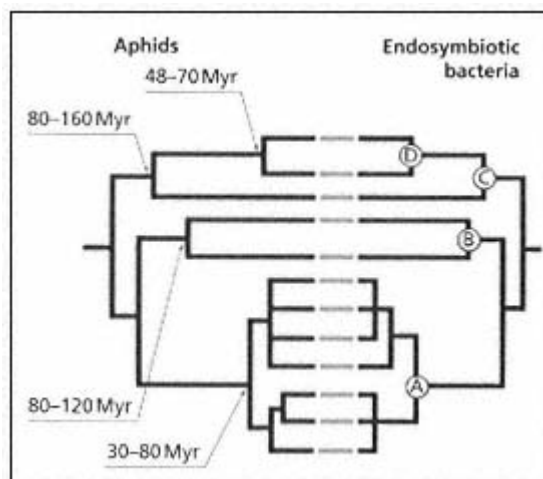 Aphids
Endosymbiotic
bacteria
48–70 Myr
80–160 Myr
D
C
B
A
80–120 Myr
30–80 Myr